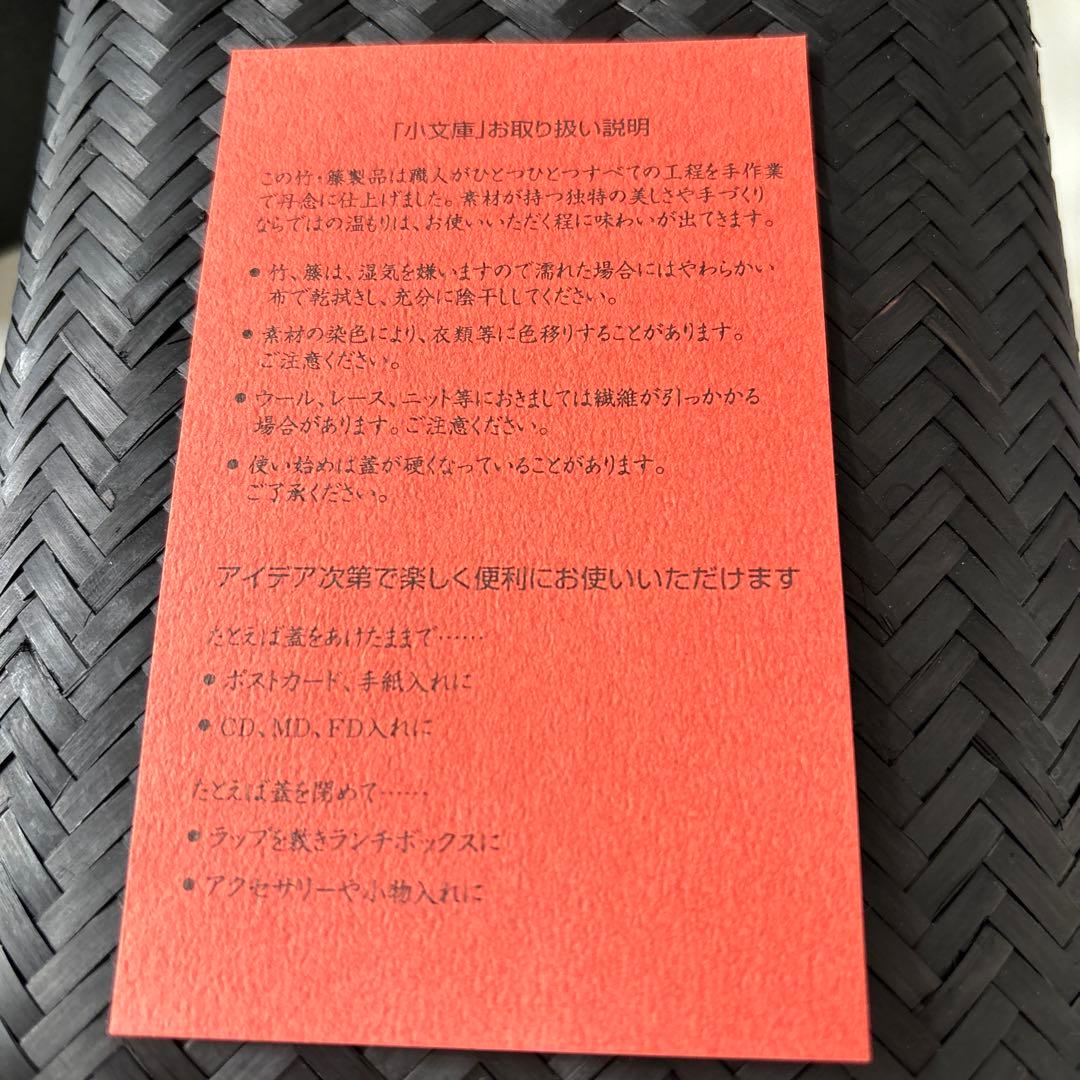 「小文庫」お取り扱い説明
この竹・籐製品は職人がひとつひとつすべての工程を手作業
で丹念に仕上げました。素材が持つ独特の美しさや手づくり
ならではの温もりは、お使いいただく程に味わいが出てきます。
● 竹、籐は、湿気を嫌いますので濡れた場合にはやわらかい
布で乾拭きし、充分に陰干ししてください。
● 素材の染色により、衣類等に色移りすることがあります。
ご注意ください。
● ウール、レース、ニット等におきましては繊維が引っかかる
場合があります。ご注意ください。
● 使い始めは蓋が硬くなっていることがあります。
ご了承ください。
アイデア次第で楽しく便利にお使いいただけます
たとえば蓋をあけたままで……
● ポストカード、手紙入れに
● CD、MD、FD入れに
たとえば蓋を閉めて……
● ラップを敷きランチボックスに
● アクセサリーや小物入れに